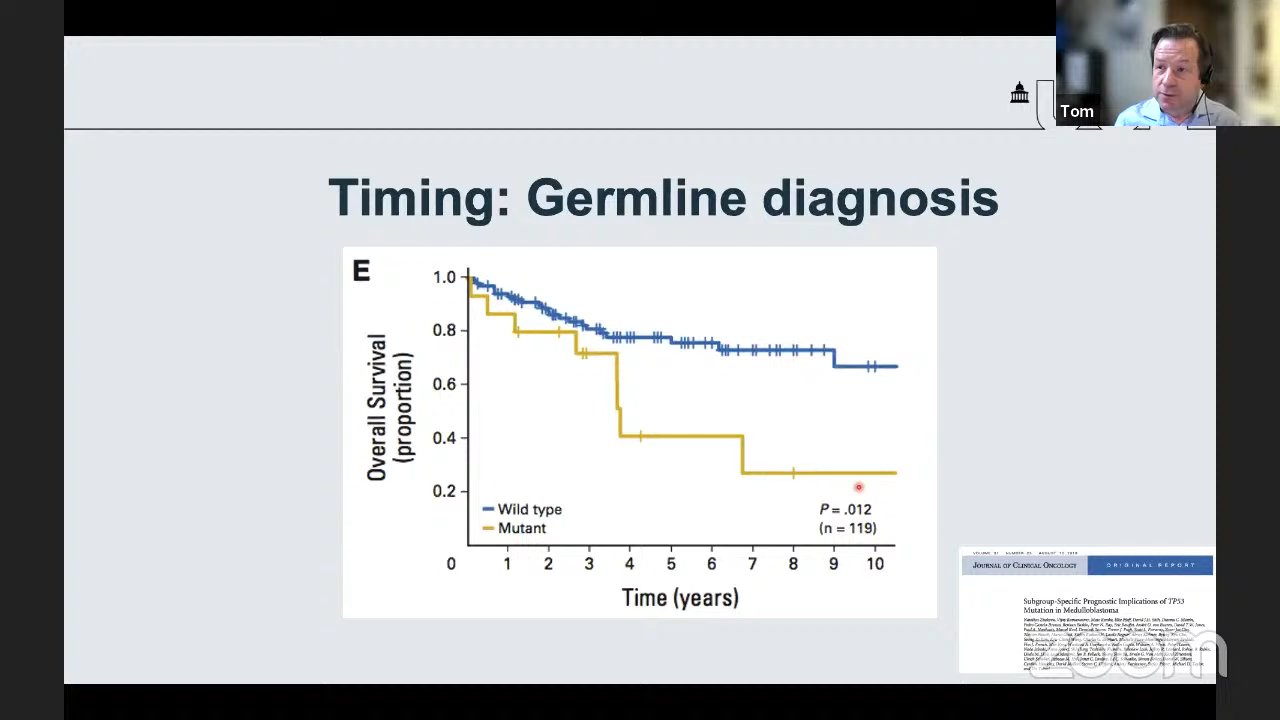 Tom
Timing: Germline diagnosis
E
Overall Survival
(proportion)
1.0
0.8
0.6
0.4
0.2
0
1 2 3 4 5 6 7 8 9 10
Wild type
Mutant
P = .012
(n = 119)
Time (years)
JOURNAL OF CLINICAL ONCOLOGY
ORIGINAL REPORT
Subgroup-Specific Prognostic Implications of TP53
Mutation in Medulloblastoma
zoom